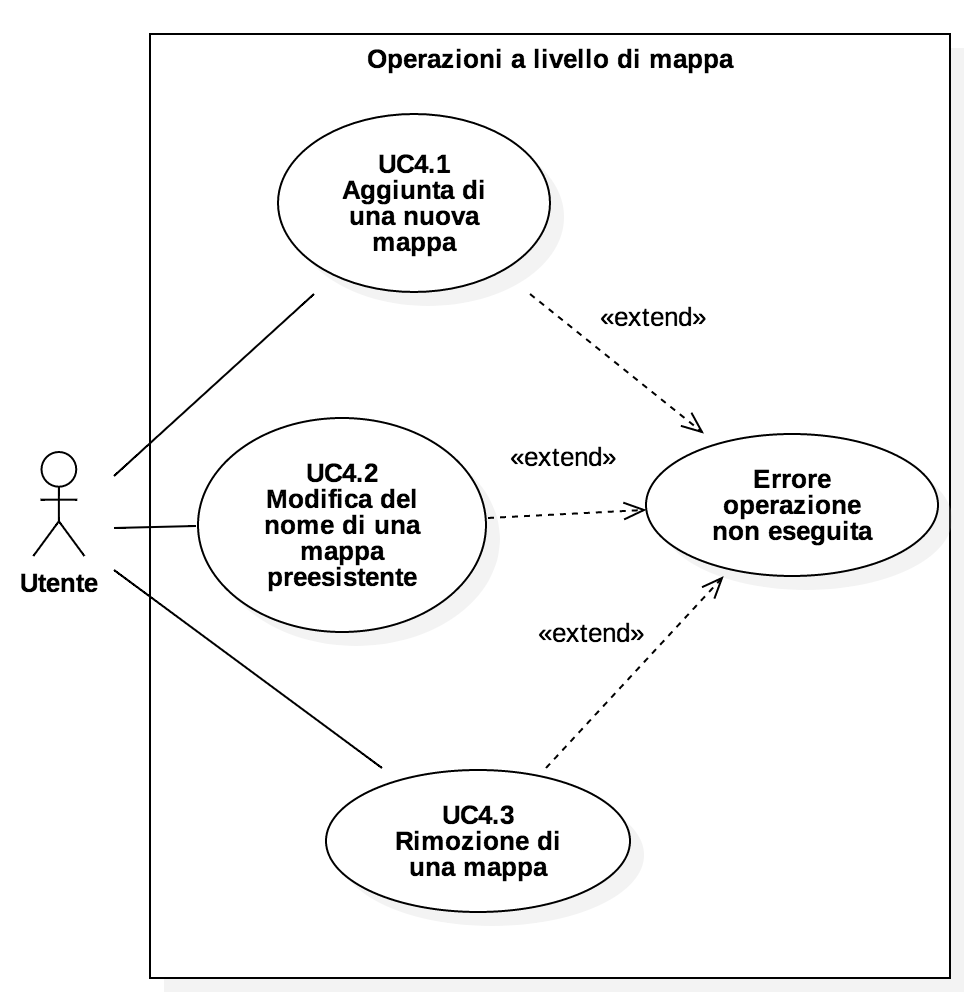 Operazioni a livello di mappa
UC4.1
Aggiunta di
una nuova
mappa
«extend»
UC4.2
Modifica del
nome di una
mappa
preesistente
«extend»
Errore
operazione
non eseguita
Utente
«extend»
UC4.3
Rimozione di
una mappa